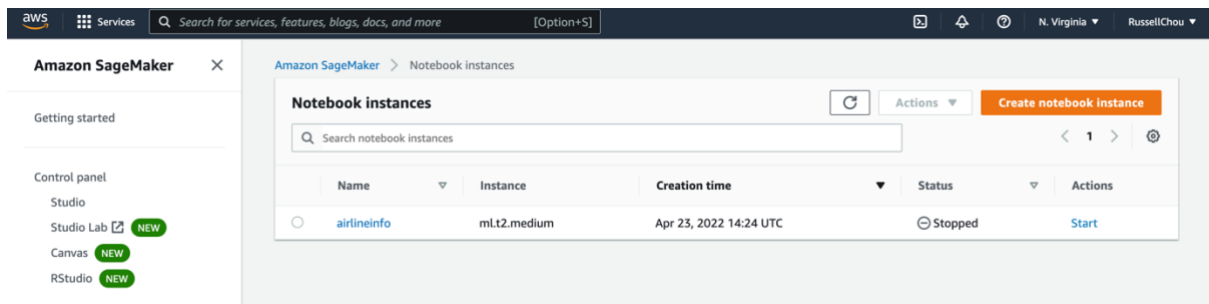 aws Services Search for services, features, blogs, docs, and more [Option+S] N. Virginia ▼ RussellChou ▼
Amazon SageMaker
Getting started
Control panel
Studio
Studio Lab NEW
Canvas NEW
RStudio NEW
Amazon SageMaker > Notebook instances
Notebook instances Actions ▼ Create notebook instance
Search notebook instances < 1 >
Name Instance Creation time Status Actions
airlineinfo ml.t2.medium Apr 23, 2022 14:24 UTC Stopped Start